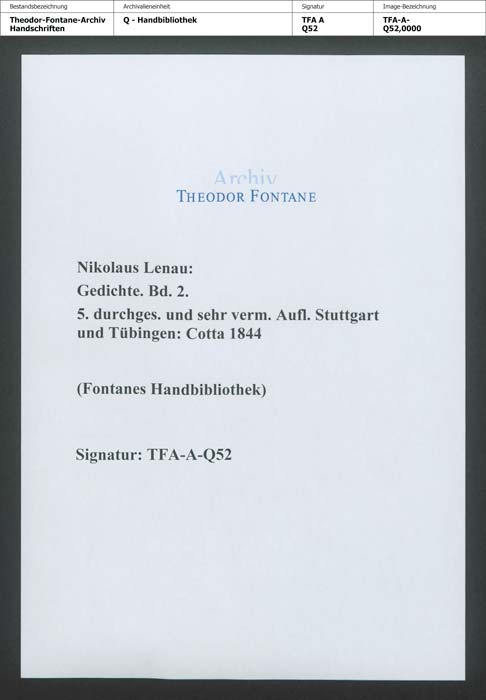 Bestandsbezeichnung Archivalieneinheit Signatur Image-Bezeichnung
Theodor-Fontane-Archiv Q - Handbibliothek TFA A TFA-A-
Handschriften Q52 Q52,0000
Archiv
THEODOR FONTANE
Nikolaus Lenau:
Gedichte. Bd. 2.
5. durchges. und sehr verm. Aufl. Stuttgart
und Tübingen: Cotta 1844
(Fontanes Handbibliothek)
Signatur: TFA-A-Q52